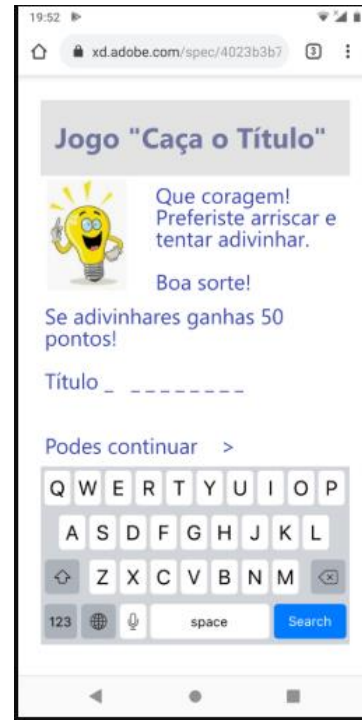 19:52
xd.adobe.com/spec/4023b3b7 3
Jogo "Caça o Título"
Que coragem!
Preferiste arriscar e
tentar adivinhar.
Boa sorte!
Se adivinhares ganhas 50
pontos!
Título _ _ _ _ _ _ _ _ _
Podes continuar >
Q W E R T Y U I O P
A S D F G H J K L
Z X C V B N M
123 space Search